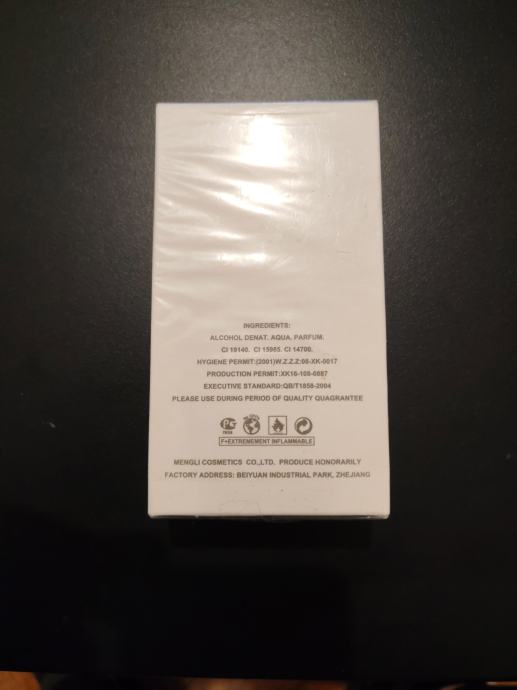 INGREDIENTS:
ALCOHOL DENAT. AQUA. PARFUM.
CI 19140. CI 15985. CI 14700.
HYGIENE PERMIT:(2001)W.Z.Z.Z:08-XK-0017
PRODUCTION PERMIT:XK16-108-0887
EXECUTIVE STANDARD:QB/T1858-2004
PLEASE USE DURING PERIOD OF QUALITY QUAGRANTEE
F+EXTREMEMENT INFLAMMABLE
MENGLI COSMETICS CO.,LTD. PRODUCE HONORARILY
FACTORY ADDRESS: BEIYUAN INDUSTRIAL PARK, ZHEJIANG